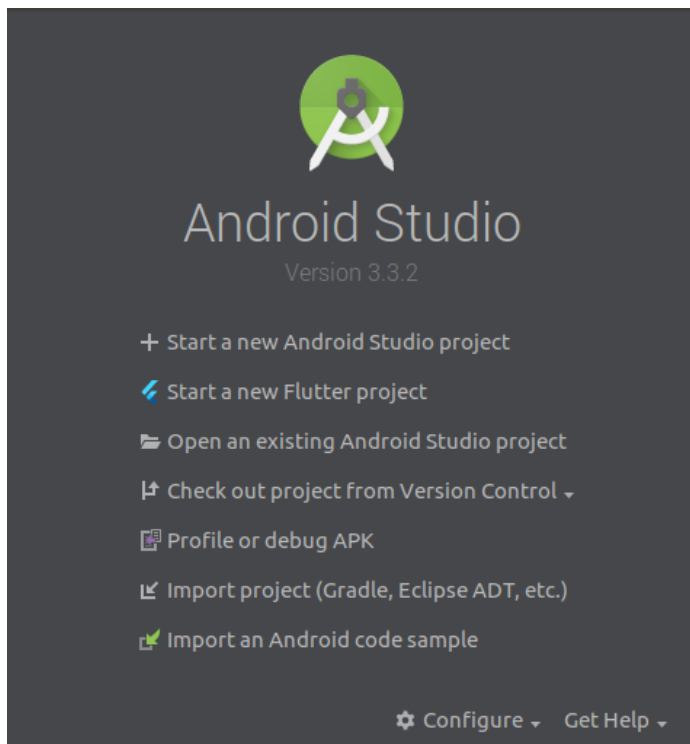 Android Studio
Version 3.3.2
Start a new Android Studio project
Start a new Flutter project
Open an existing Android Studio project
Check out project from Version Control
Profile or debug APK
Import project (Gradle, Eclipse ADT, etc.)
Import an Android code sample
Configure Get Help